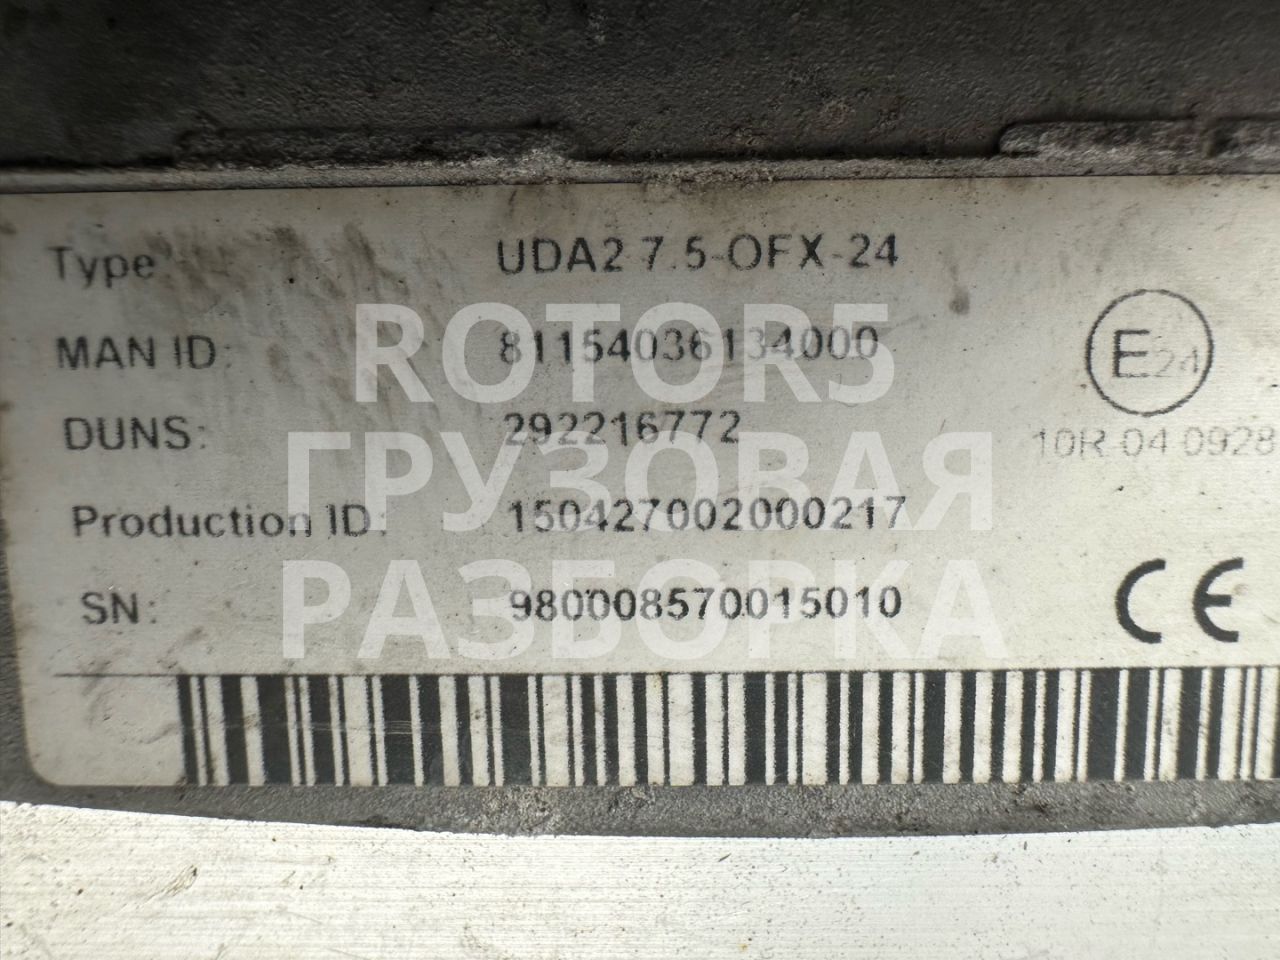 Type: UDA2 7.5-OFX-24
MAN ID: 81154036134000
E24
DUNS: 292216772
10R-04 0928
Production ID: 150427002000217
SN: 980008570015010
CE
ROTOR5
ГРУЗОВАЯ
РАЗБОРКА